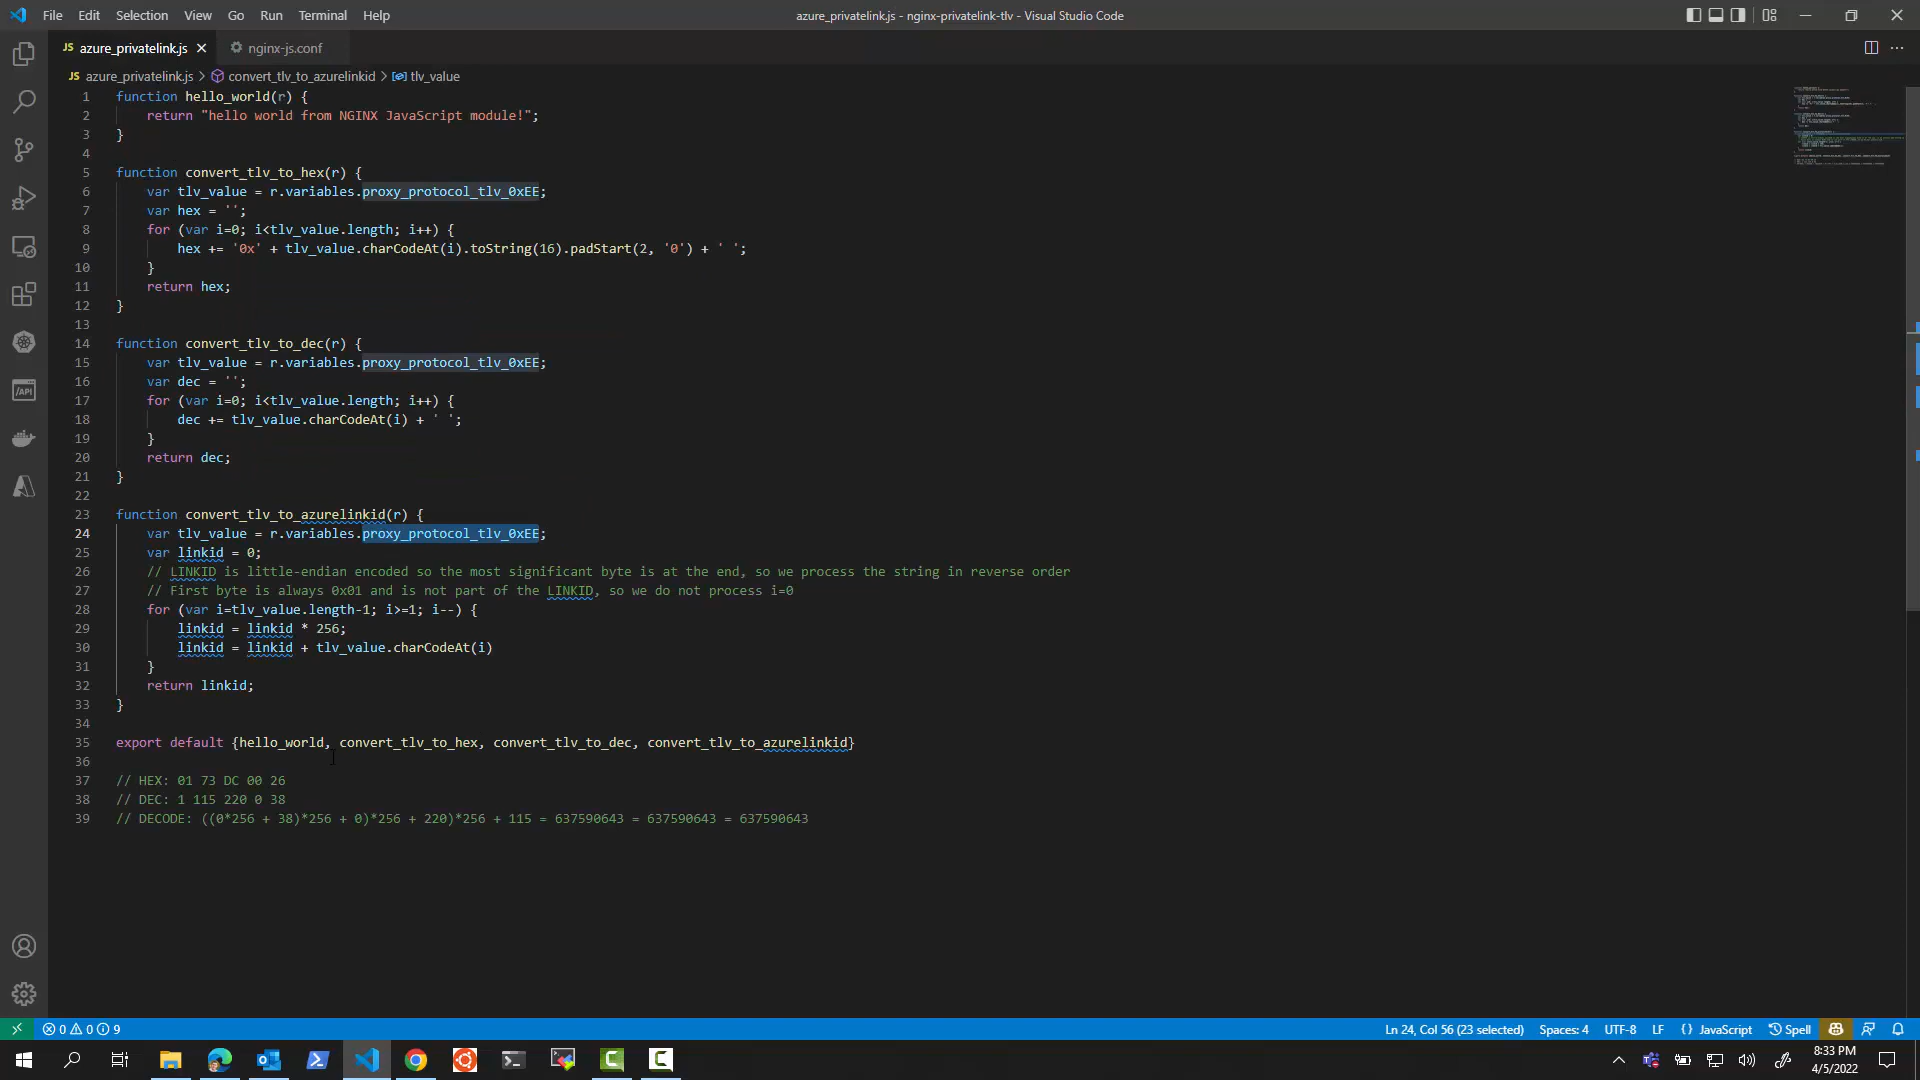 File Edit Selection View Go Run Terminal Help
azure_privatelink.js - nginx-privatelink-tlv - Visual Studio Code
JS azure_privatelink.js
nginx-js.conf
JS azure_privatelink.js > convert_tlv_to_azurelinkid > tlv_value
1 function hello_world(r) {
2 return "hello world from NGINX JavaScript module!";
3 }
4
5 function convert_tlv_to_hex(r) {
6 var tlv_value = r.variables.proxy_protocol_tlv_0xEE;
7 var hex = '';
8 for (var i=0; i<tlv_value.length; i++) {
9 hex += '0x' + tlv_value.charCodeAt(i).toString(16).padStart(2, '0') + ' ';
10 }
11 return hex;
12 }
13
14 function convert_tlv_to_dec(r) {
15 var tlv_value = r.variables.proxy_protocol_tlv_0xEE;
16 var dec = '';
17 for (var i=0; i<tlv_value.length; i++) {
18 dec += tlv_value.charCodeAt(i) + ' ';
19 }
20 return dec;
21 }
22
23 function convert_tlv_to_azurelinkid(r) {
24 var tlv_value = r.variables.proxy_protocol_tlv_0xEE;
25 var linkid = 0;
26 // LINKID is little-endian encoded so the most significant byte is at the end, so we process the string in reverse order
27 // First byte is always 0x01 and is not part of the LINKID, so we do not process i=0
28 for (var i=tlv_value.length-1; i>=1; i--) {
29 linkid = linkid * 256;
30 linkid = linkid + tlv_value.charCodeAt(i)
31 }
32 return linkid;
33 }
34
35 export default {hello_world, convert_tlv_to_hex, convert_tlv_to_dec, convert_tlv_to_azurelinkid}
36
37 // HEX: 01 73 DC 00 26
38 // DEC: 1 115 220 0 38
39 // DECODE: ((0*256 + 38)*256 + 0)*256 + 220)*256 + 115 = 637590643 = 637590643 = 637590643
0 0 9
Ln 24, Col 56 (23 selected) Spaces: 4 UTF-8 LF {} JavaScript Spell
8:33 PM
4/5/2022